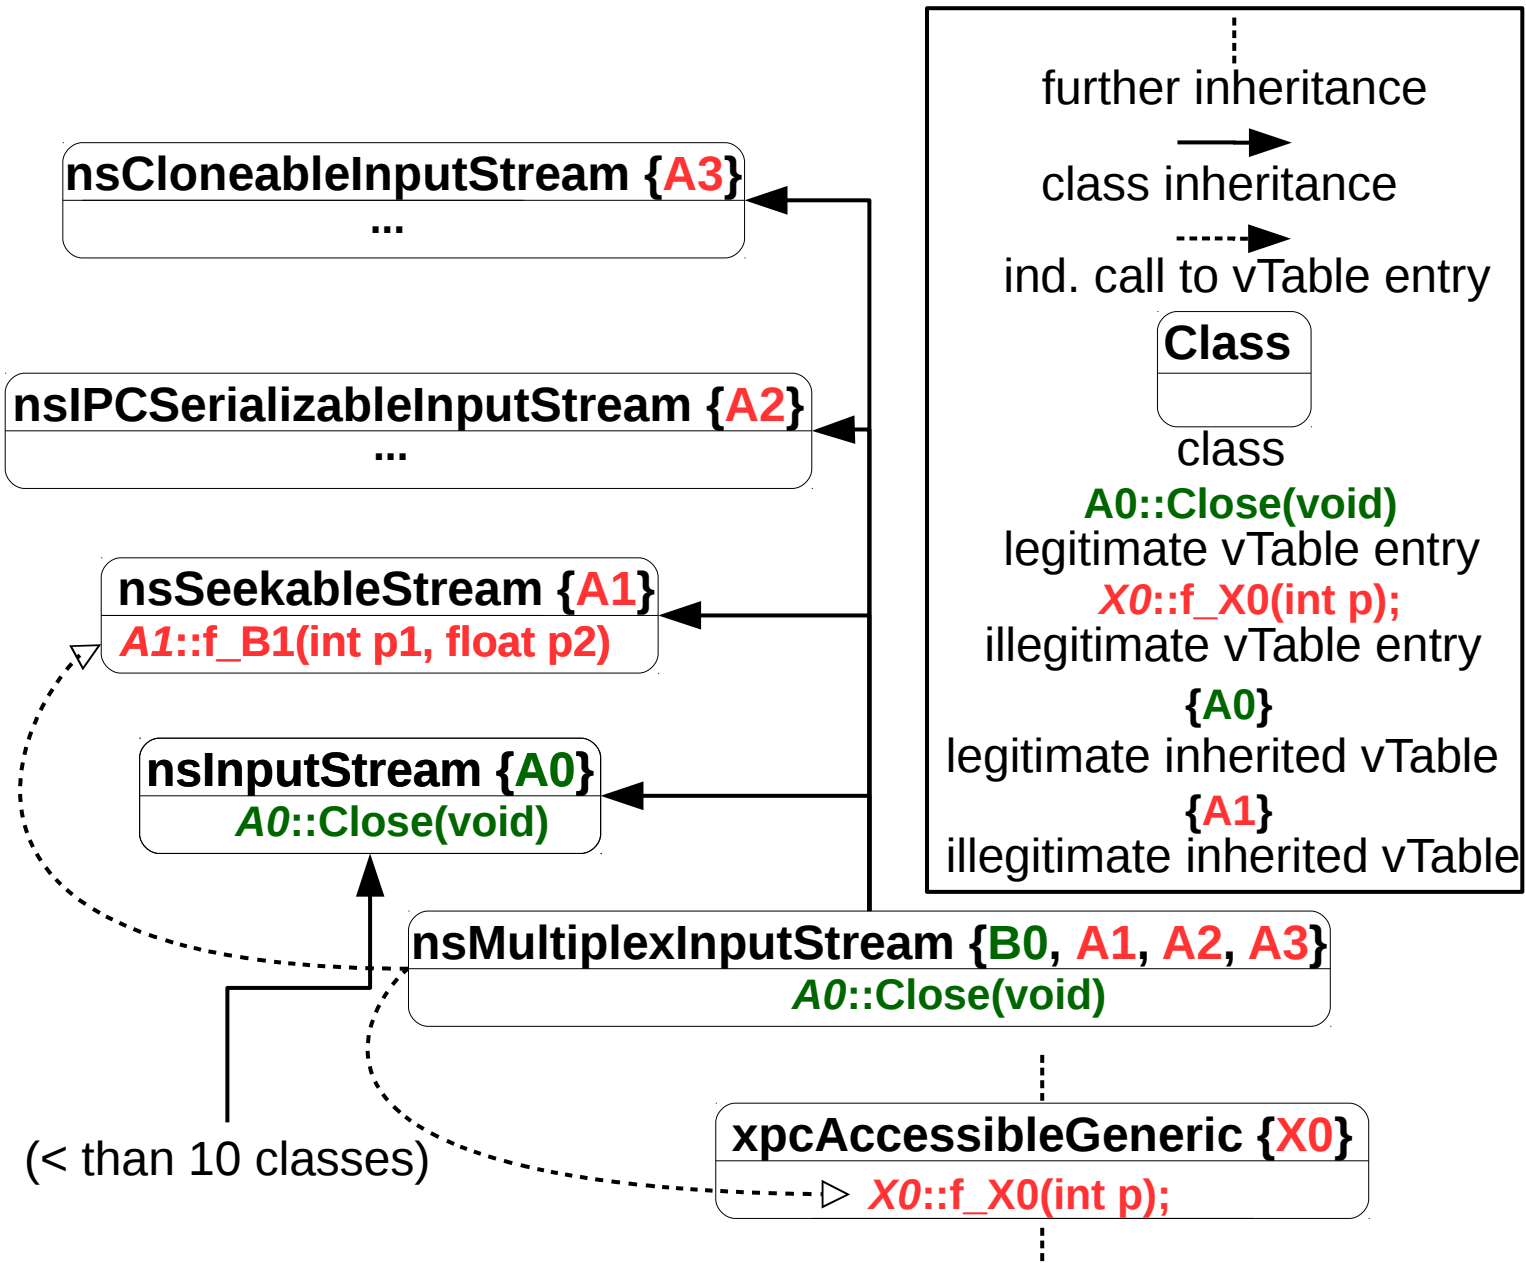 nsCloneableInputStream {A3}
...
nsIPCSerializableInputStream {A2}
...
nsSeekableStream {A1}
A1::f_B1(int p1, float p2)
nsInputStream {A0}
A0::Close(void)
nsMultiplexInputStream {B0, A1, A2, A3}
A0::Close(void)
(< than 10 classes)
xpcAccessibleGeneric {X0}
X0::f_X0(int p);
further inheritance
class inheritance
ind. call to vTable entry
Class
class
A0::Close(void)
legitimate vTable entry
X0::f_X0(int p);
illegitimate vTable entry
{A0}
legitimate inherited vTable
{A1}
illegitimate inherited vTable